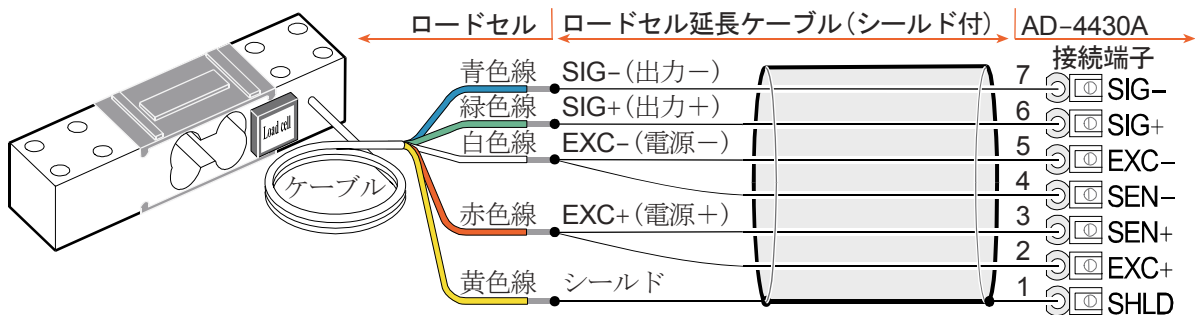 ロードセル ロードセル延長ケーブル(シールド付) AD-4430A
接続端子
青色線 SIG-(出力-) 7 SIG-
緑色線 SIG+(出力+) 6 SIG+
白色線 EXC-(電源-) 5 EXC-
4 SEN-
赤色線 EXC+(電源+) 3 SEN+
2 EXC+
黄色線 シールド 1 SHLD
Load cell
ケーブル